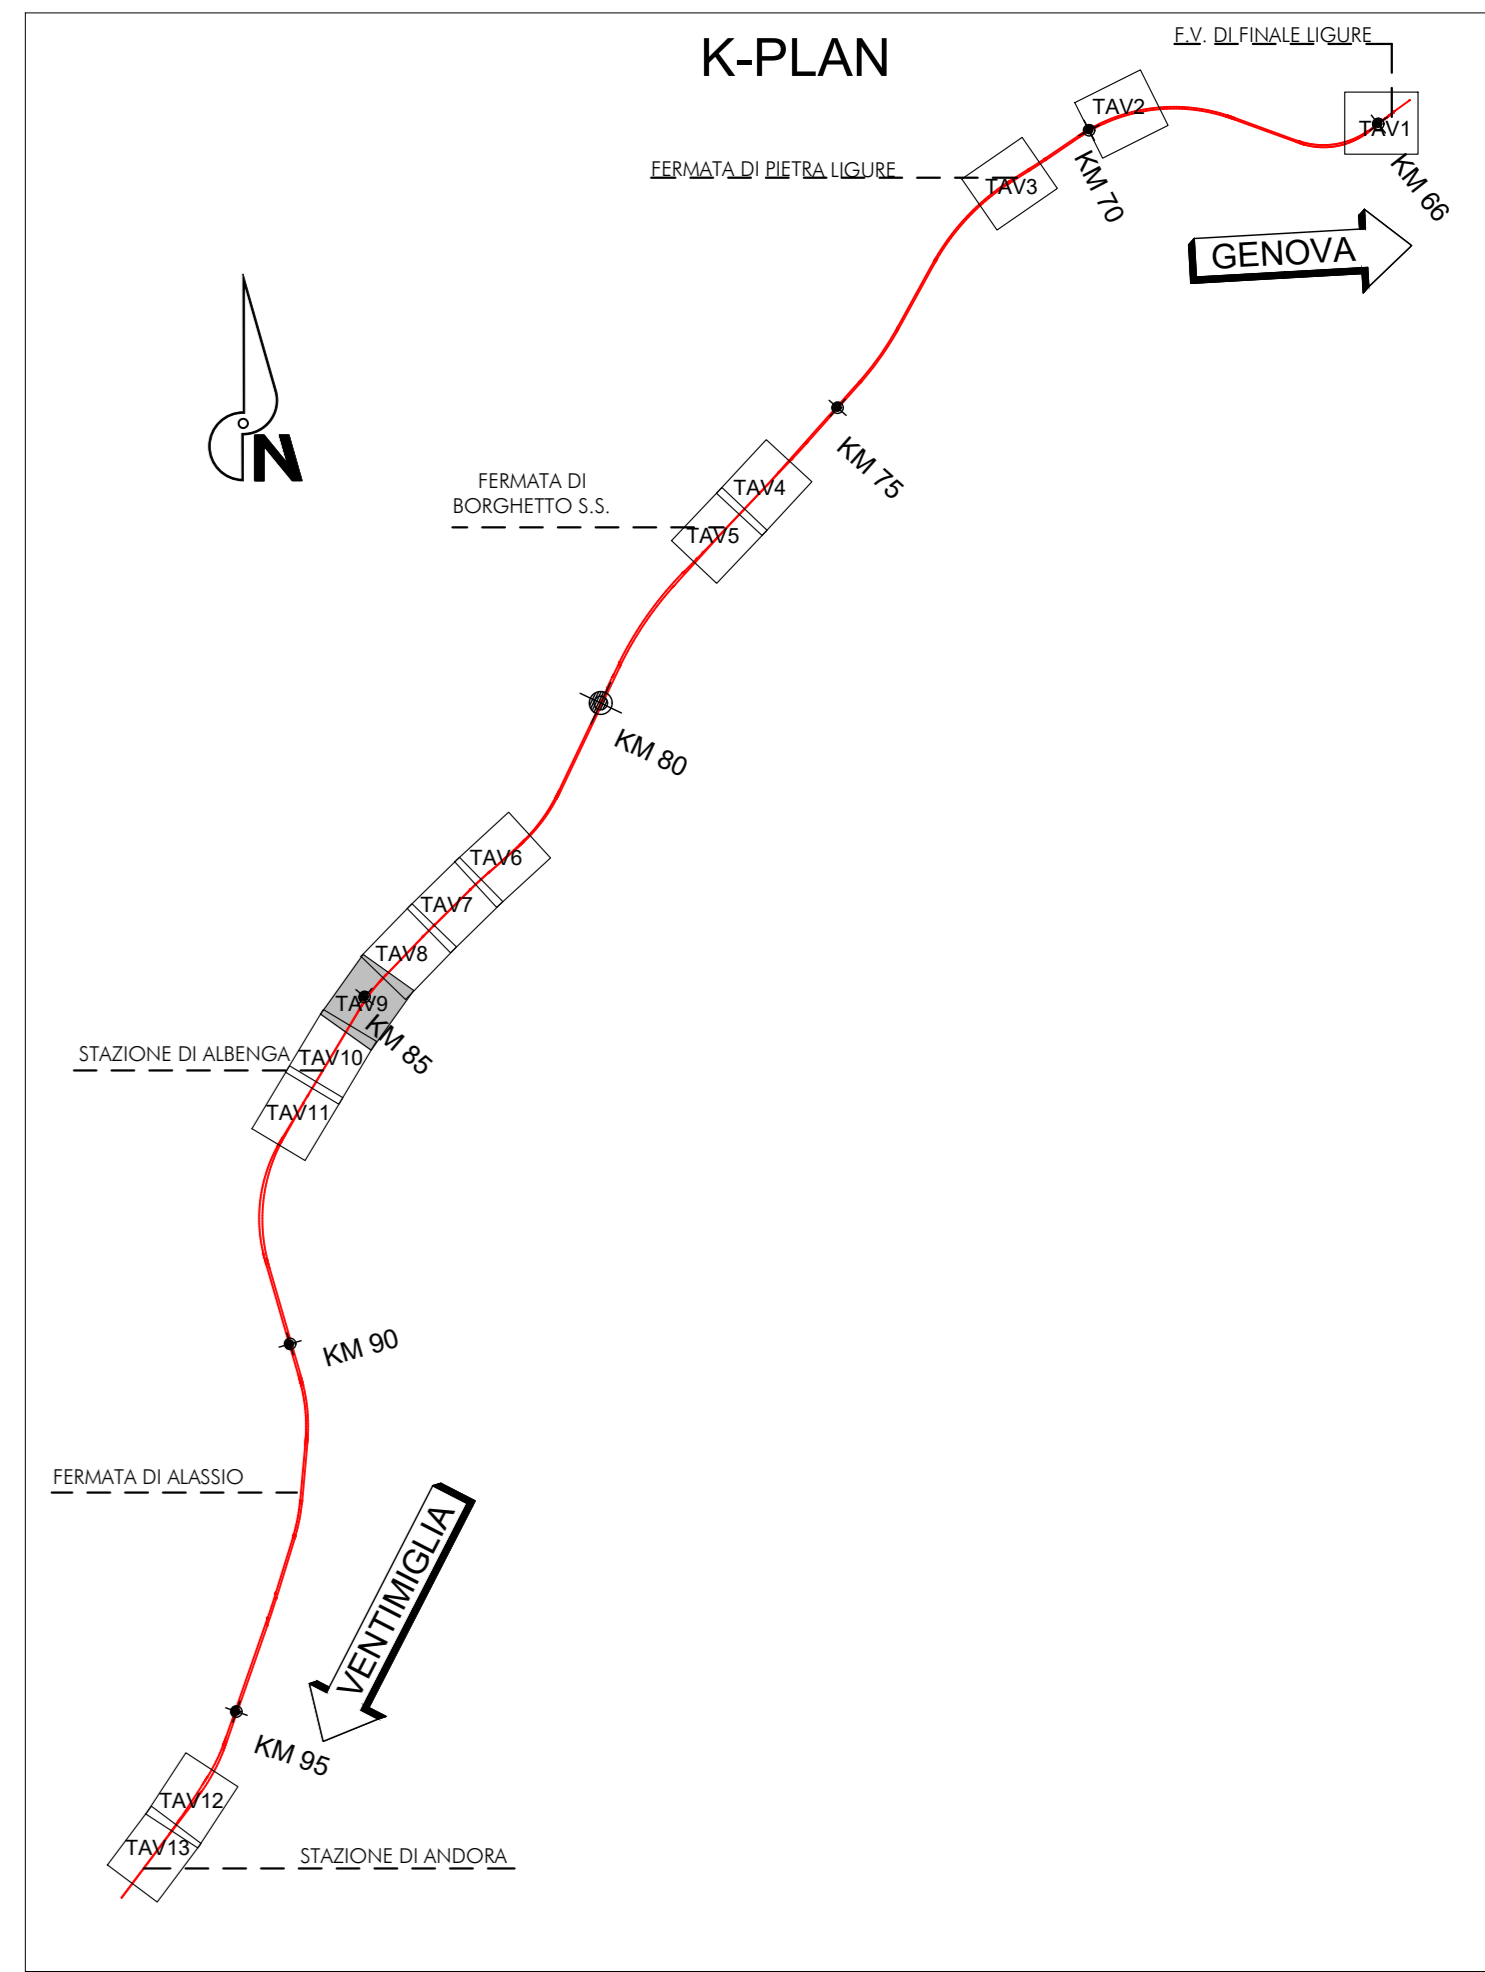 K-PLAN
F.V. DI FINALE LIGURE
TAV2
TAV1
FERMATA DI PIETRA LIGURE
TAV3
KM 70
KM 66
GENOVA
N
KM 75
FERMATA DI
BORGHETTO S.S.
TAV4
TAV5
KM 80
TAV6
TAV7
TAV8
TAV9
KM 85
STAZIONE DI ALBENGA
TAV10
TAV11
KM 90
FERMATA DI ALASSIO
VENTIMIGLIA
KM 95
TAV12
TAV13
STAZIONE DI ANDORA